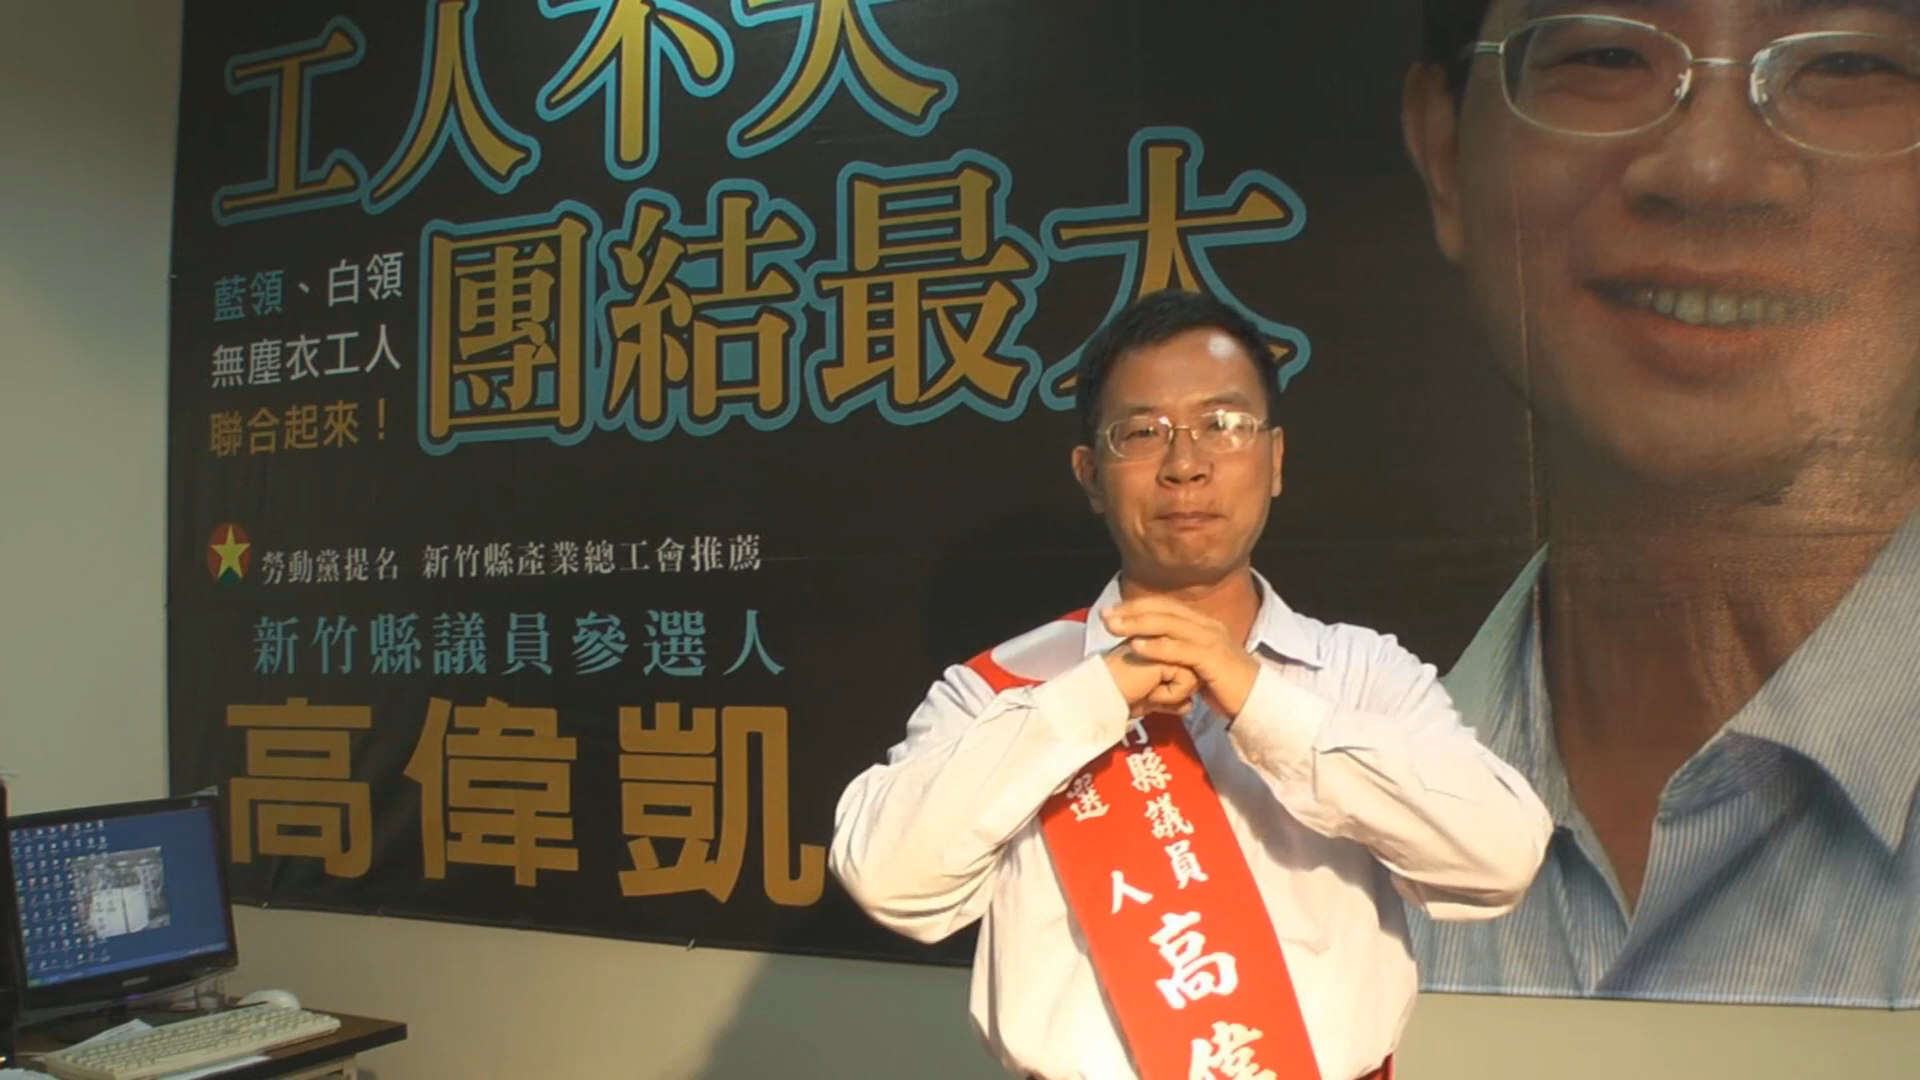 工人不大
團結最大
藍領、白領
無塵衣工人
聯合起來！
勞動黨提名 新竹縣產業總工會推薦
新竹縣議員參選人
高偉凱
竹縣議員
選人
高偉